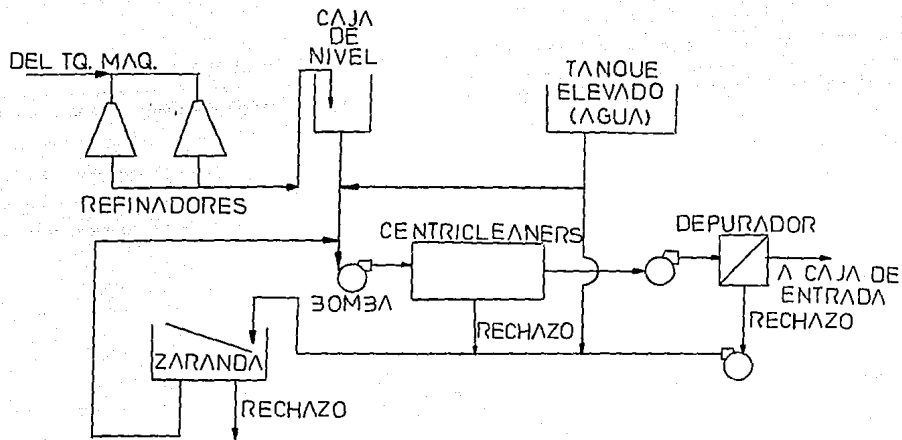 CAJA
DE
NIVEL
DEL TQ. MAQ.
TANQUE
ELEVADO
(AGUA)
REFINADORES
CENTRICLEANERS
DEPURADOR
BOMBA
A CAJA DE
ENTRADA
RECHAZO
RECHAZO
ZARANDA
RECHAZO